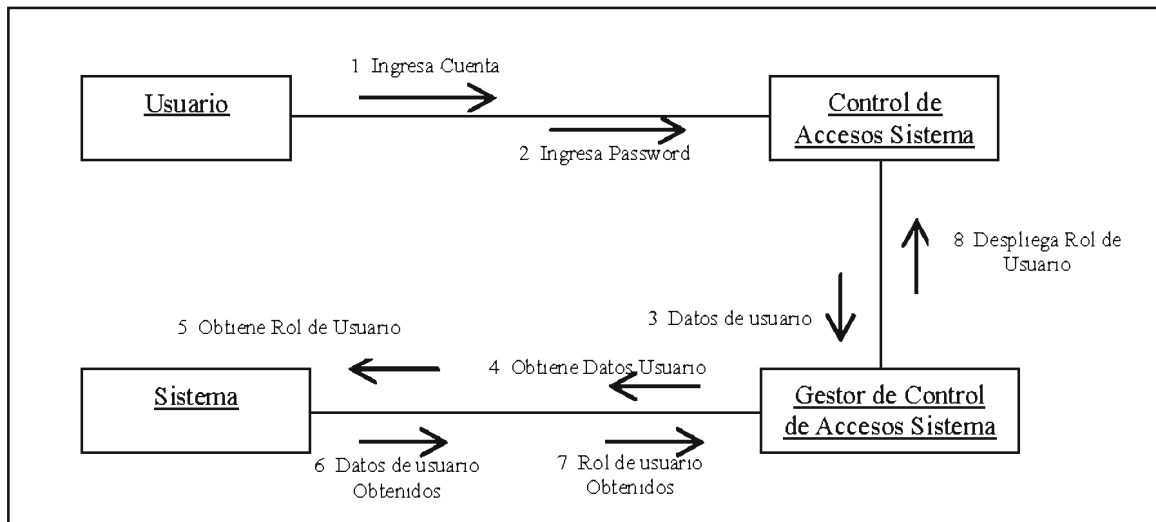 1 Ingresa Cuenta
Usuario
Control de
Accesos Sistema
2 Ingresa Password
8 Despliega Rol de
Usuario
3 Datos de usuario
5 Obtiene Rol de Usuario
4 Obtiene Datos Usuario
Sistema
Gestor de Control
de Accesos Sistema
6 Datos de usuario
Obtenidos
7 Rol de usuario
Obtenidos